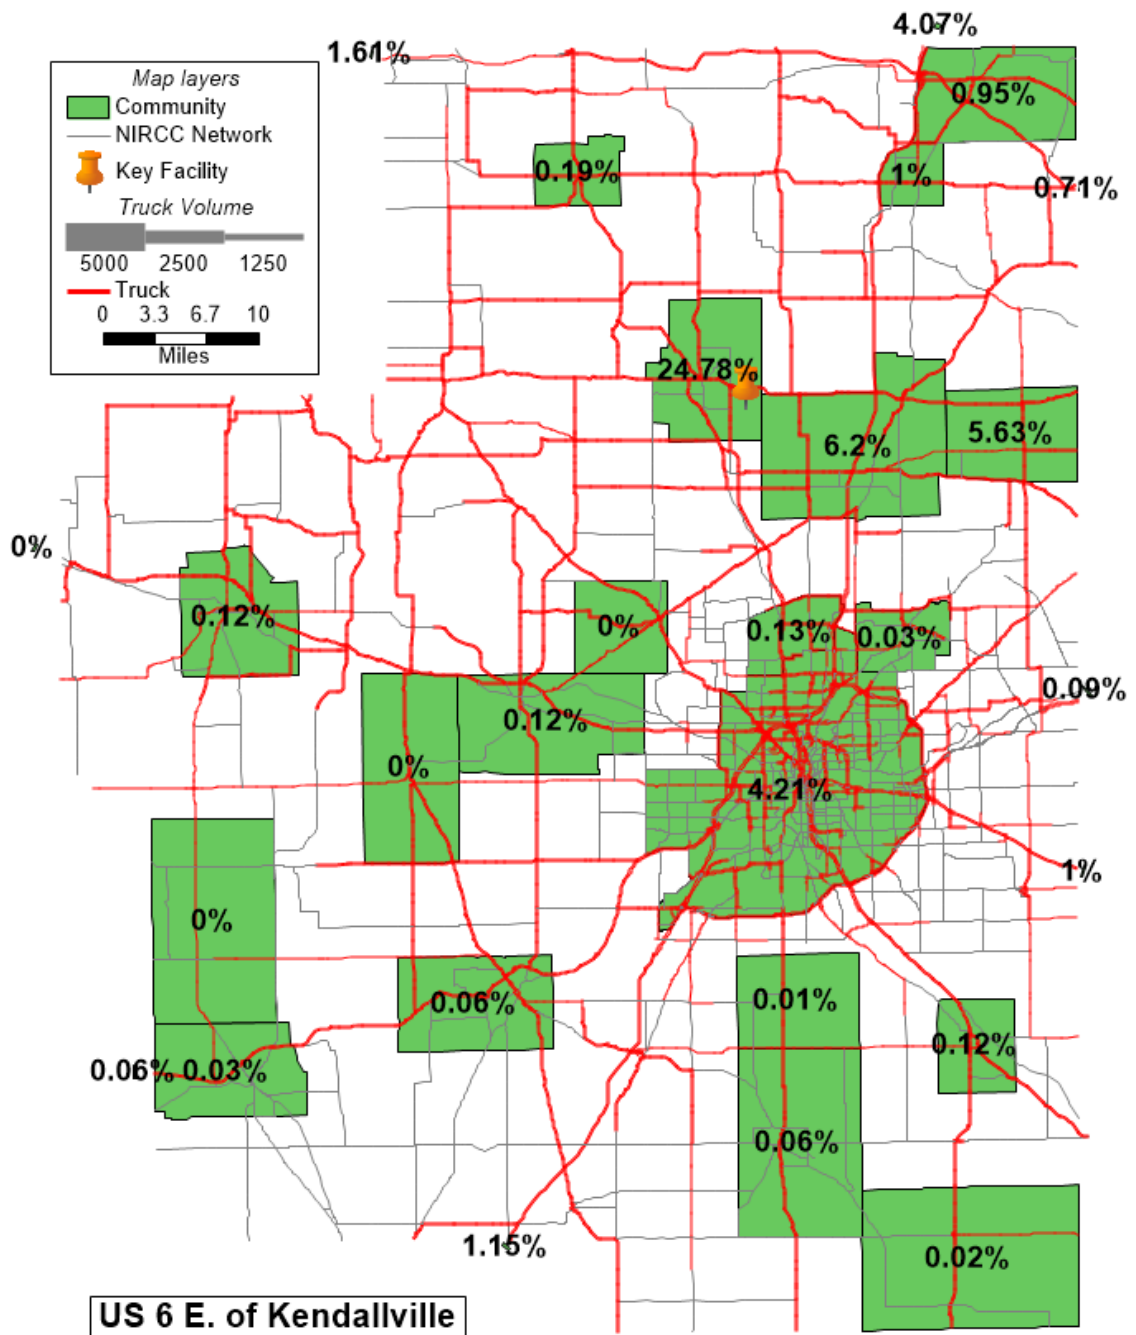 4.07%
1.61%
Map layers
Community
NIRCC Network
Key Facility
Truck Volume
5000 2500 1250
Truck
0 3.3 6.7 10
Miles
0.95%
0.19%
1%
0.71%
24.78%
6.2%
5.63%
0%
0.12%
0%
0.13%
0.03%
0.09%
0.12%
0%
4.21%
1%
0%
0.06%
0.01%
0.12%
0.06% 0.03%
0.06%
1.15%
0.02%
US 6 E. of Kendallville